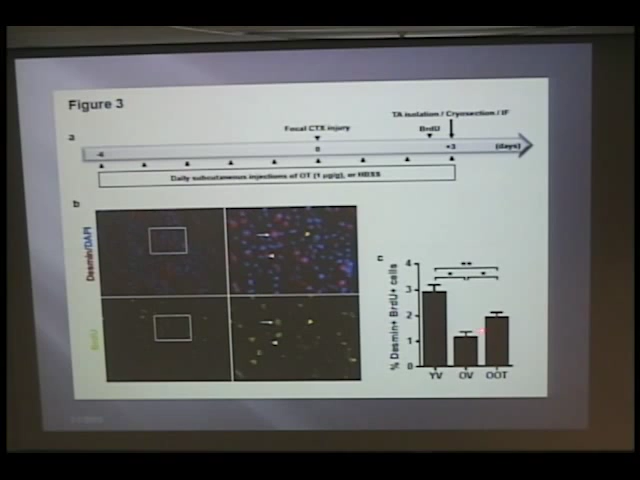 Figure 3
a
TA isolation / Cryosection / IF
Focal CTX injury
BrdU
0
+3
(days)
Daily subcutaneous injections of OT (1 µg/g), or HBSS
b
Desmin/DAPI
BrdU
c
% Desmin+ BrdU+ cells
4
3
2
1
0
**
*
*
YV
OV
OOT